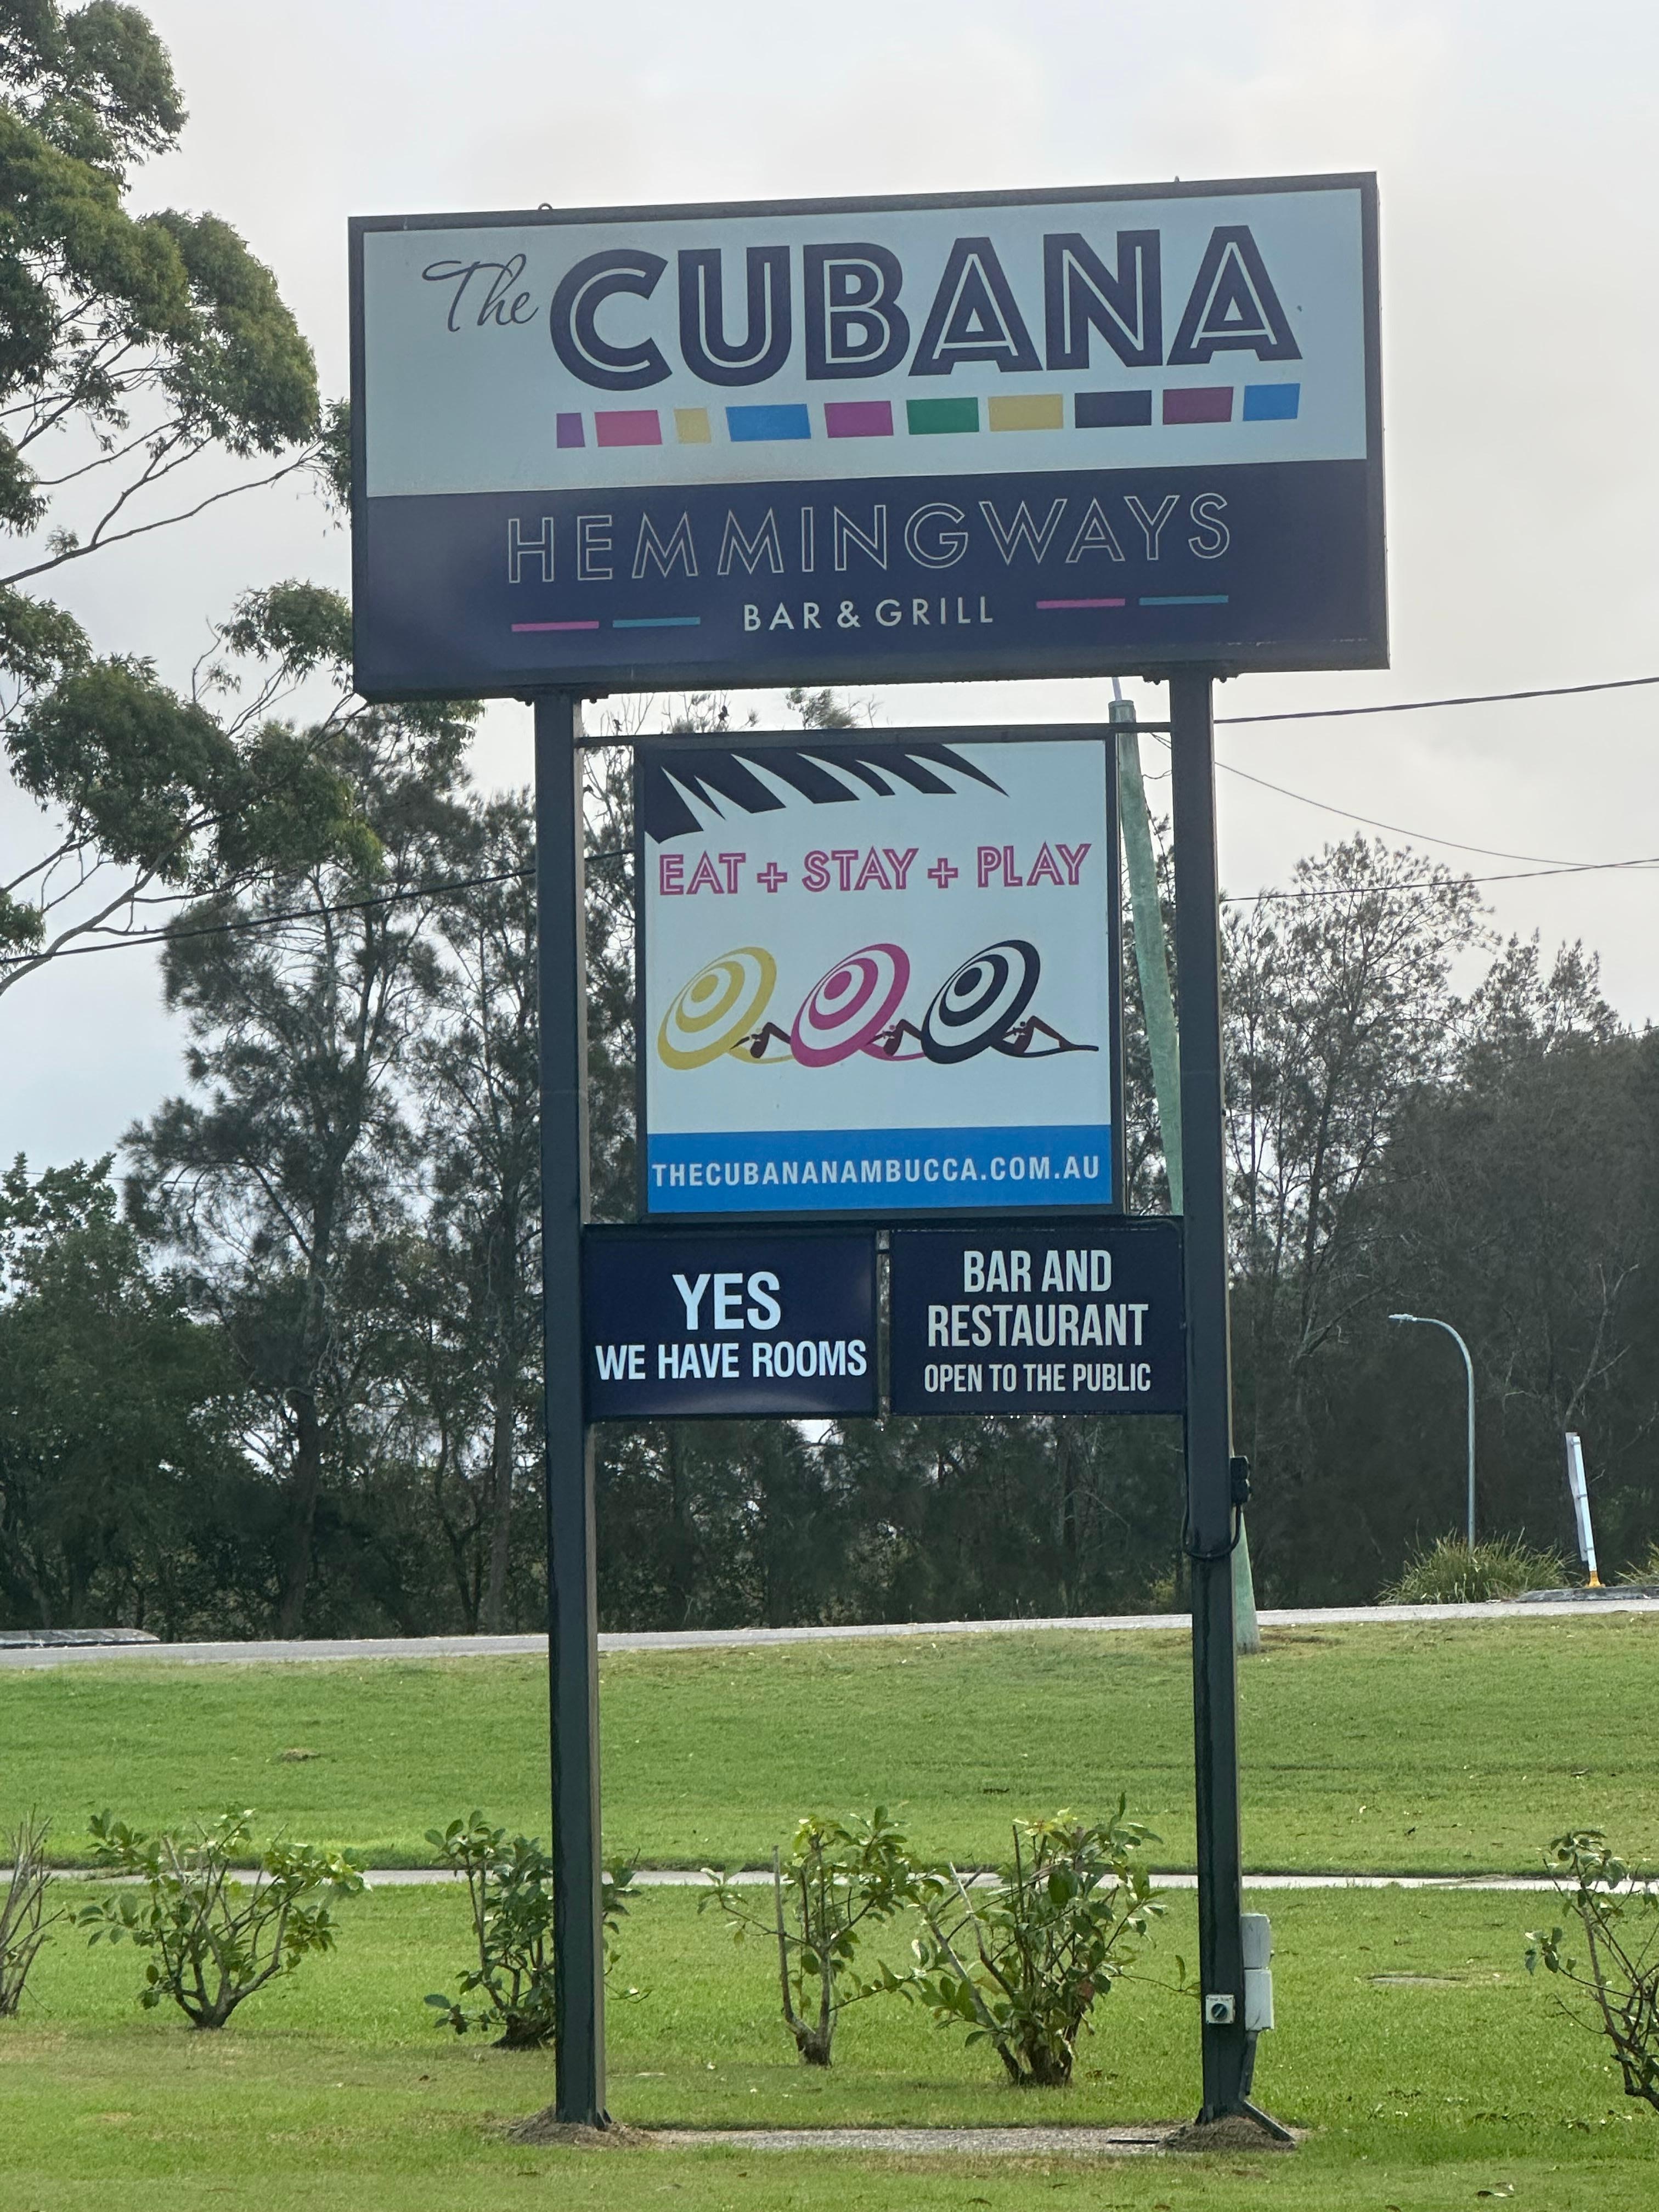 The CUBANA
HEMMINGWAYS
BAR & GRILL
EAT + STAY + PLAY
THECUBANANAMBUCCA.COM.AU
YES
WE HAVE ROOMS
BAR AND
RESTAURANT
OPEN TO THE PUBLIC